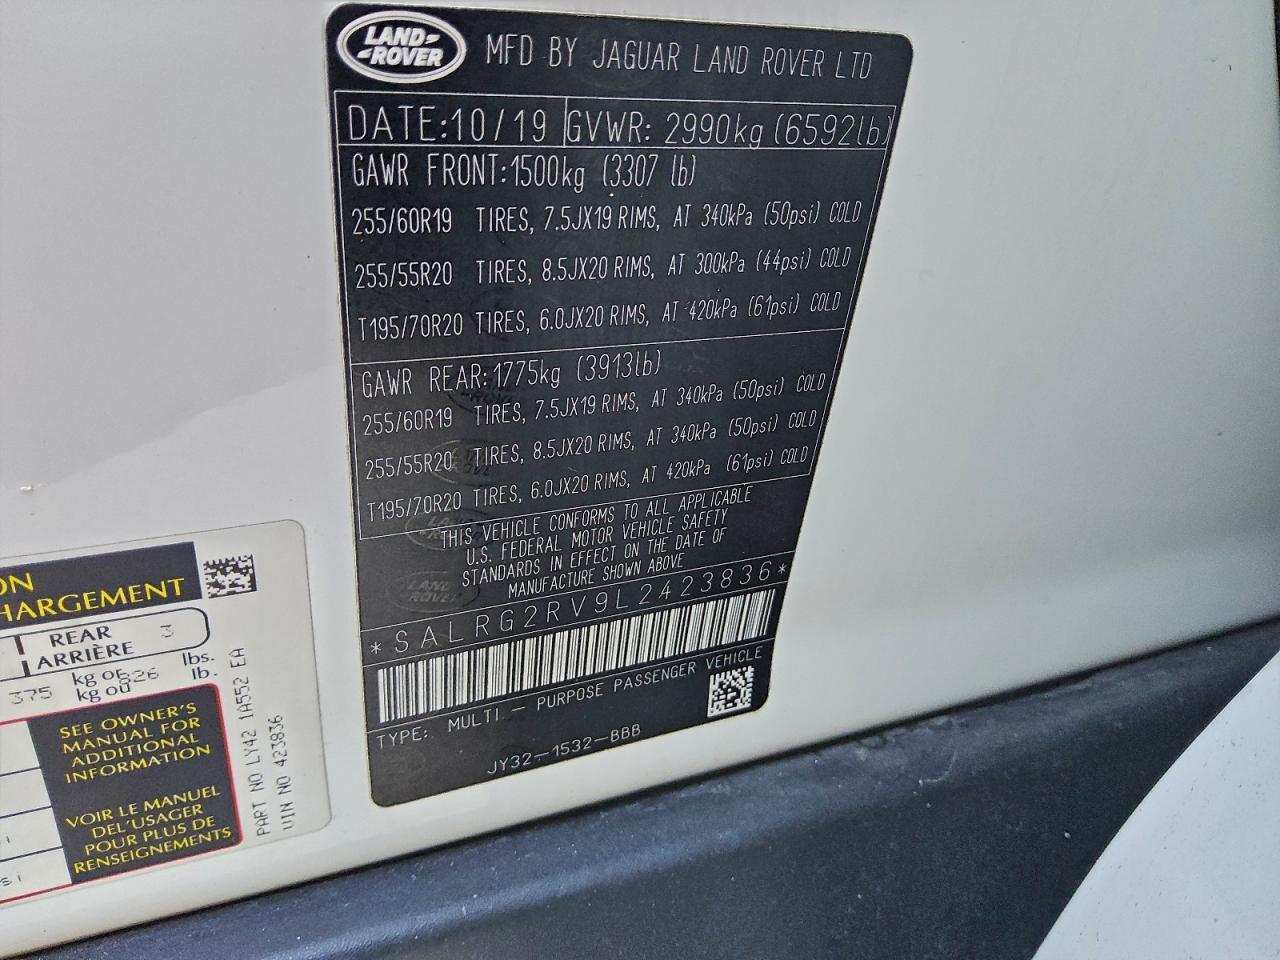 LAND-
-ROVER
MFD BY JAGUAR LAND ROVER LTD
DATE:10/19 GVWR: 2990kg (6592lb)
GAWR FRONT:1500kg (3307 lb)
255/60R19 TIRES, 7.5JX19 RIMS, AT 340kPa (50psi) COLD
255/55R20 TIRES, 8.5JX20 RIMS, AT 300kPa (44psi) COLD
T195/70R20 TIRES, 6.0JX20 RIMS, AT 420kPa (61psi) COLD
GAWR REAR:1775kg (3913lb)
255/60R19 TIRES, 7.5JX19 RIMS, AT 340kPa (50psi) COLD
255/55R20 TIRES, 8.5JX20 RIMS, AT 340kPa (50psi) COLD
T195/70R20 TIRES, 6.0JX20 RIMS, AT 420kPa (61psi) COLD
THIS VEHICLE CONFORMS TO ALL APPLICABLE
U.S. FEDERAL MOTOR VEHICLE SAFETY
STANDARDS IN EFFECT ON THE DATE OF
MANUFACTURE SHOWN ABOVE
LAND-
-ROVER
*SALRG2RV9L2423836*
TYPE: MULTI - PURPOSE PASSENGER VEHICLE
JY32-1532-BBB
ON
HARGEMENT
REAR 3
ARRIÈRE
375 kg or 826 lbs.
kg ou lb.
SEE OWNER'S
MANUAL FOR
ADDITIONAL
INFORMATION
VOIR LE MANUEL
DEL'USAGER
POUR PLUS DE
RENSEIGNEMENTS
PART NO LY42 1A552 EA
VIN NO 423836